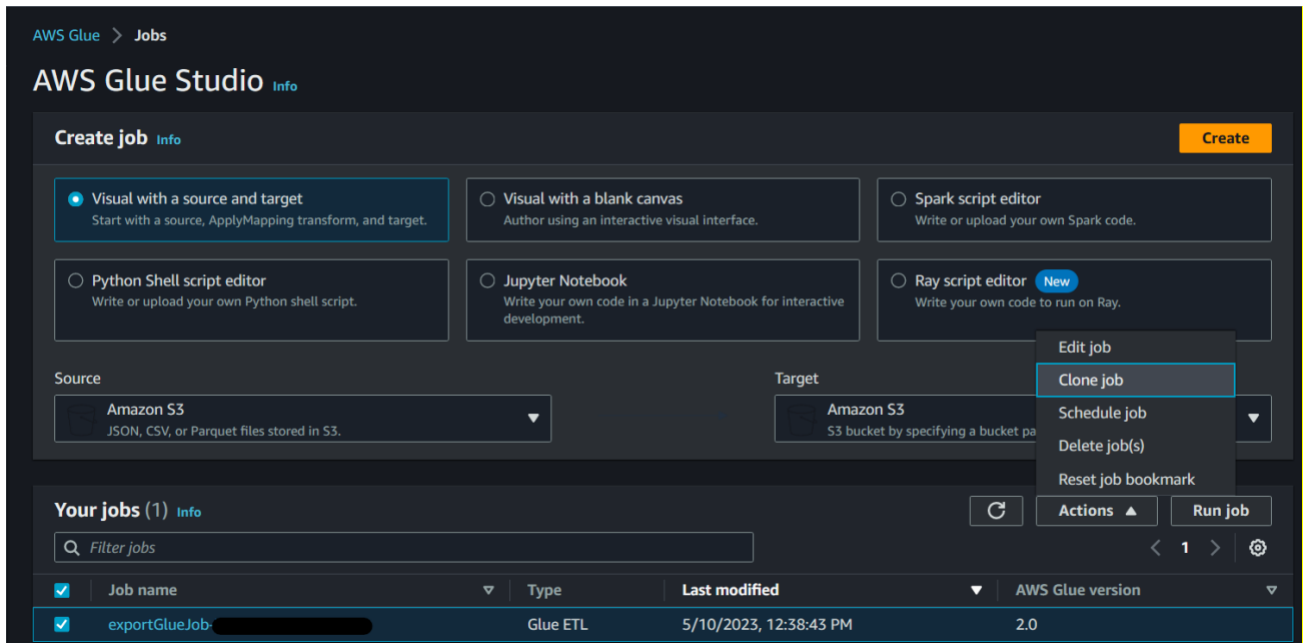 AWS Glue > Jobs
AWS Glue Studio Info
Create job Info
Create
Visual with a source and target
Start with a source, ApplyMapping transform, and target.
Visual with a blank canvas
Author using an interactive visual interface.
Spark script editor
Write or upload your own Spark code.
Python Shell script editor
Write or upload your own Python shell script.
Jupyter Notebook
Write your own code in a Jupyter Notebook for interactive
development.
Ray script editor New
Write your own code to run on Ray.
Source
Amazon S3
JSON, CSV, or Parquet files stored in S3.
Target
Amazon S3
S3 bucket by specifying a bucket pa
Edit job
Clone job
Schedule job
Delete job(s)
Reset job bookmark
Your jobs (1) Info
Actions
Run job
Filter jobs
< 1 >
Job name Type Last modified AWS Glue version
exportGlueJob- Glue ETL 5/10/2023, 12:38:43 PM 2.0